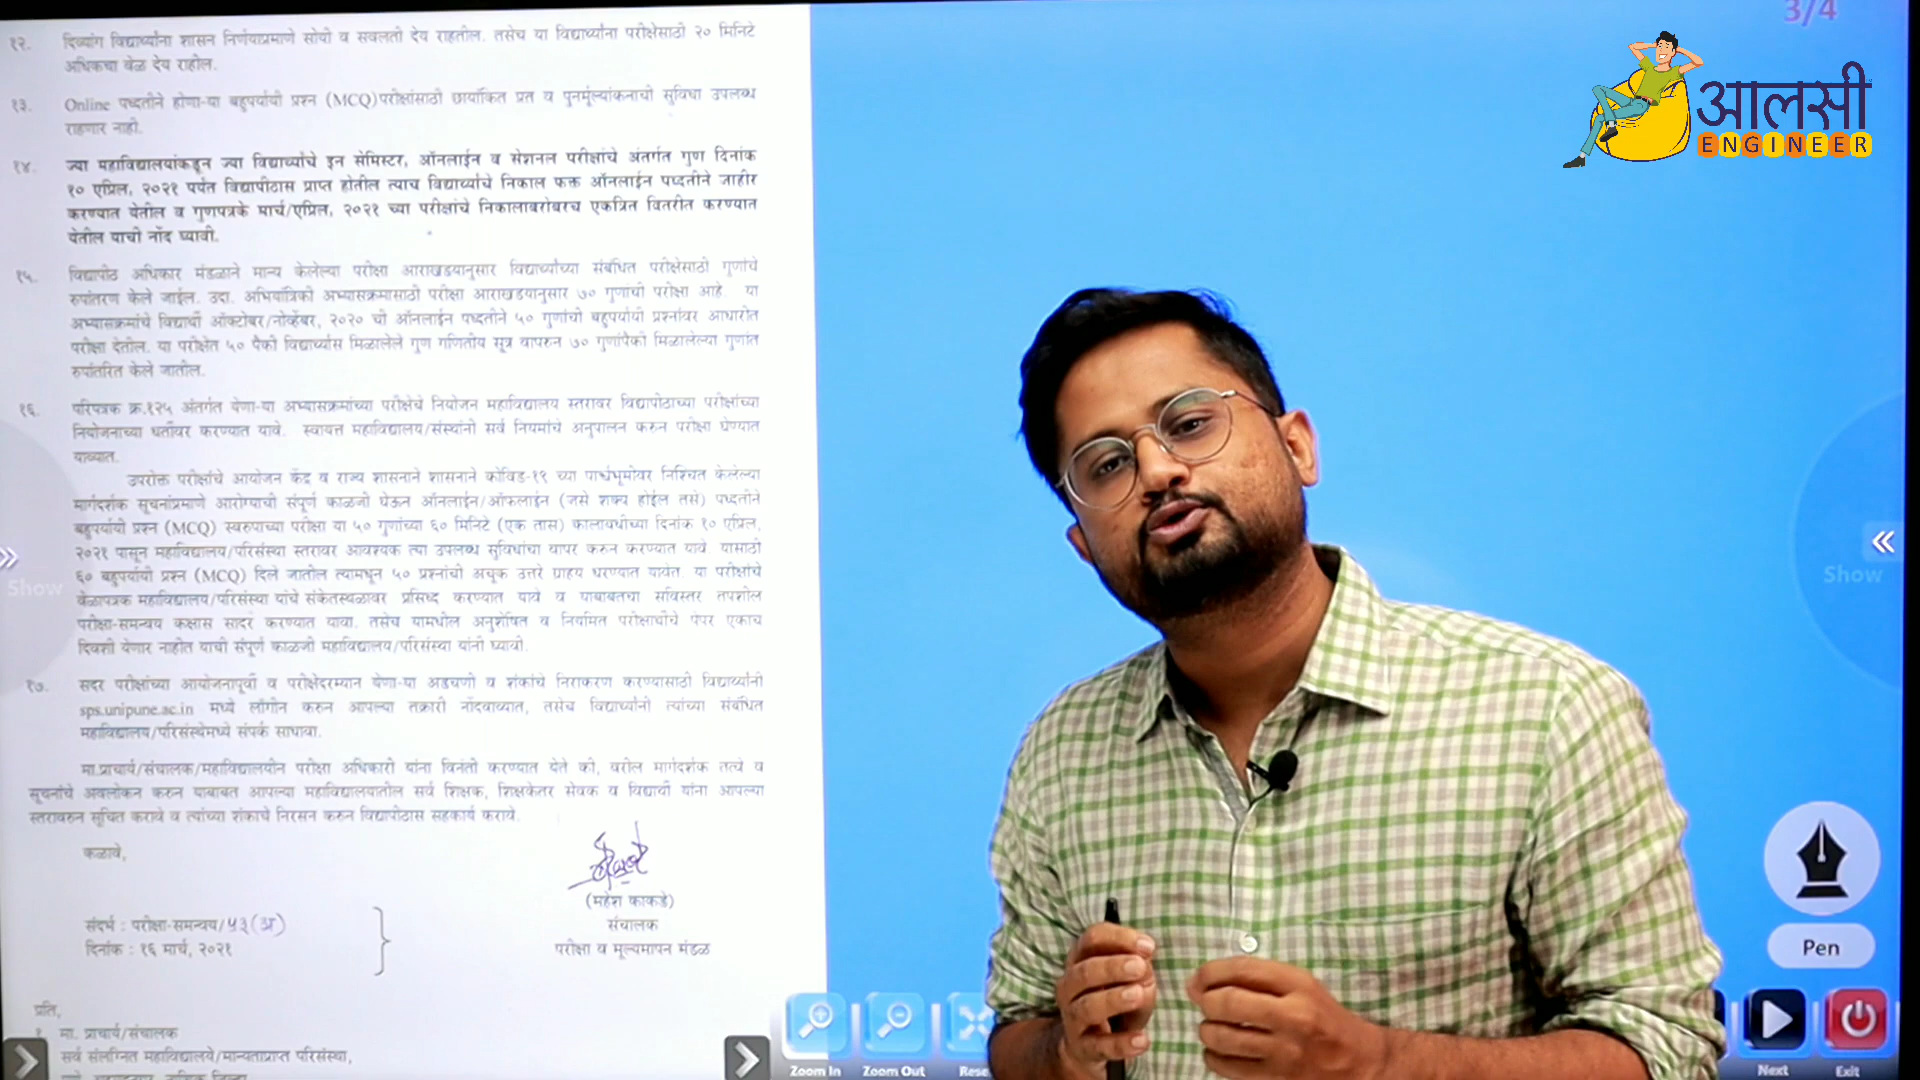 3/4
आलसी
ENGINEER
१२. दिव्यांग विद्यार्थ्यांना शासन निर्णयाप्रमाणे सोयी व सवलती देय राहतील. तसेच या विद्यार्थ्यांना परीक्षेसाठी २० मिनिटे
अधिकचा वेळ देय राहील.
१३. Online पध्दतीने होणा-या बहुपर्यायी प्रश्न (MCQ)परीक्षांसाठी छायांकित प्रत व पुनर्मूल्यांकनाची सुविधा उपलब्ध
राहणार नाही.
१४. ज्या महाविद्यालयांकडून ज्या विद्यार्थ्यांचे इन सेमिस्टर, ऑनलाईन व सेशनल परीक्षांचे अंतर्गत गुण दिनांक
१० एप्रिल, २०२१ पर्यंत विद्यापीठास प्राप्त होतील त्याच विद्यार्थ्यांचे निकाल फक्त ऑनलाईन पध्दतीने जाहीर
करण्यात येतील व गुणपत्रके मार्च/एप्रिल, २०२१ च्या परीक्षांचे निकालाबरोबरच एकत्रित वितरीत करण्यात
येतील याची नोंद घ्यावी.
१५. विद्यापीठ अधिकार मंडळाने मान्य केलेल्या परीक्षा आराखडयानुसार विद्यार्थ्यांच्या संबंधित परीक्षेसाठी गुणांचे
रुपांतरण केले जाईल. उदा. अभियांत्रिकी अभ्यासक्रमासाठी परीक्षा आराखडयानुसार ७० गुणांची परीक्षा आहे. या
अभ्यासक्रमांचे विद्यार्थी ऑक्टोबर/नोव्हेंबर, २०२० ची ऑनलाईन पध्दतीने ५० गुणांची बहुपर्यायी प्रश्नांवर आधारीत
परीक्षा देतील. या परीक्षेत ५० पैकी विद्यार्थ्यास मिळालेले गुण गणितीय सूत्र वापरुन ७० गुणांपैकी मिळालेल्या गुणांत
रुपांतरित केले जातील.
१६. परिपत्रक क्र.१२५ अंतर्गत येणा-या अभ्यासक्रमांच्या परीक्षेचे नियोजन महाविद्यालय स्तरावर विद्यापीठाच्या परीक्षांच्या
नियोजनाच्या धर्तीवर करण्यात यावे. स्वायत्त महाविद्यालय/संस्थांनी सर्व नियमांचे अनुपालन करुन परीक्षा घेण्यात
याव्यात.
उपरोक्त परीक्षांचे आयोजन केंद्र व राज्य शासनाने शासनाने कोविड-१९ च्या पार्श्वभूमीवर निश्चित केलेल्या
मार्गदर्शक सूचनांप्रमाणे आरोग्याची संपूर्ण काळजी घेऊन ऑनलाईन/ऑफलाईन (जसे शक्य होईल तसे) पध्दतीने
बहुपर्यायी प्रश्न (MCQ) स्वरुपाच्या परीक्षा या ५० गुणांच्या ६० मिनिटे (एक तास) कालावधीच्या दिनांक १० एप्रिल,
२०२१ पासून महाविद्यालय/परिसंस्था स्तरावर आवश्यक त्या उपलब्ध सुविधांचा वापर करुन करण्यात यावे. यासाठी
६० बहुपर्यायी प्रश्न (MCQ) दिले जातील त्यामधून ५० प्रश्नांची अचूक उत्तरे ग्राह्य धरण्यात यावेत. या परीक्षांचे
वेळापत्रक महाविद्यालय/परिसंस्था यांचे संकेतस्थळावर प्रसिध्द करण्यात यावे व याबाबतचा सविस्तर तपशील
परीक्षा-समन्वय कक्षास सादर करण्यात यावा. तसेच यामधील अनुशेषित व नियमित परीक्षार्थीचे पेपर एकाच
दिवशी येणार नाहीत याची संपूर्ण काळजी महाविद्यालय/परिसंस्था यांनी घ्यावी.
१७. सदर परीक्षांच्या आयोजनापूर्वी व परीक्षेदरम्यान येणा-या अडचणी व शंकांचे निराकरण करण्यासाठी विद्यार्थ्यांनी
sps.unipune.ac.in मध्ये लॉगीन करुन आपल्या तक्रारी नोंदवाव्यात, तसेच विद्यार्थ्यांनी त्यांच्या संबंधित
महाविद्यालय/परिसंस्थेमध्ये संपर्क साधावा.
मा.प्राचार्य/संचालक/महाविद्यालयीन परीक्षा अधिकारी यांना विनंती करण्यात येते की, वरील मार्गदर्शक तत्वे व
सूचनांचे अवलोकन करुन याबाबत आपल्या महाविद्यालयातील सर्व शिक्षक, शिक्षकेतर सेवक व विद्यार्थी यांना आपल्या
स्तरावरुन सूचित करावे व त्यांच्या शंकाचे निरसन करुन विद्यापीठास सहकार्य करावे.
कळावे,
(महेश काकडे)
संचालक
परीक्षा व मूल्यमापन मंडळ
संदर्भ : परीक्षा-समन्वय/५३(अ)
दिनांक : १६ मार्च, २०२१
प्रति,
१. मा. प्राचार्य/संचालक
सर्व संलग्नित महाविद्यालये/मान्यताप्राप्त परिसंस्था,
Show
Show
Pen
Zoom In
Zoom Out
Rese
Next
Exit